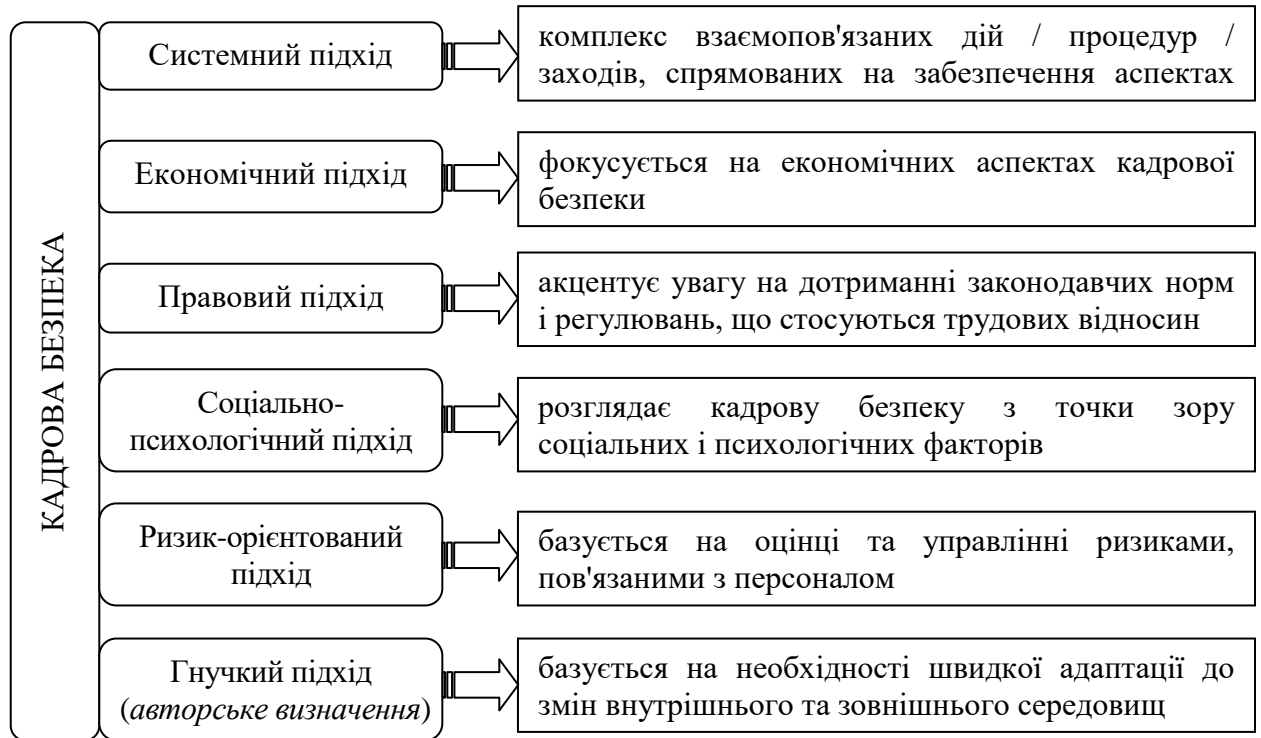 КАДРОВА БЕЗПЕКА
Системний підхід
комплекс взаємопов'язаних дій / процедур /
заходів, спрямованих на забезпечення аспектах
Економічний підхід
фокусується на економічних аспектах кадрової
безпеки
Правовий підхід
акцентує увагу на дотриманні законодавчих норм
і регулювань, що стосуються трудових відносин
Соціально-
психологічний підхід
розглядає кадрову безпеку з точки зору
соціальних і психологічних факторів
Ризик-орієнтований
підхід
базується на оцінці та управлінні ризиками,
пов'язаними з персоналом
Гнучкий підхід
(авторське визначення)
базується на необхідності швидкої адаптації до
змін внутрішнього та зовнішнього середовищ